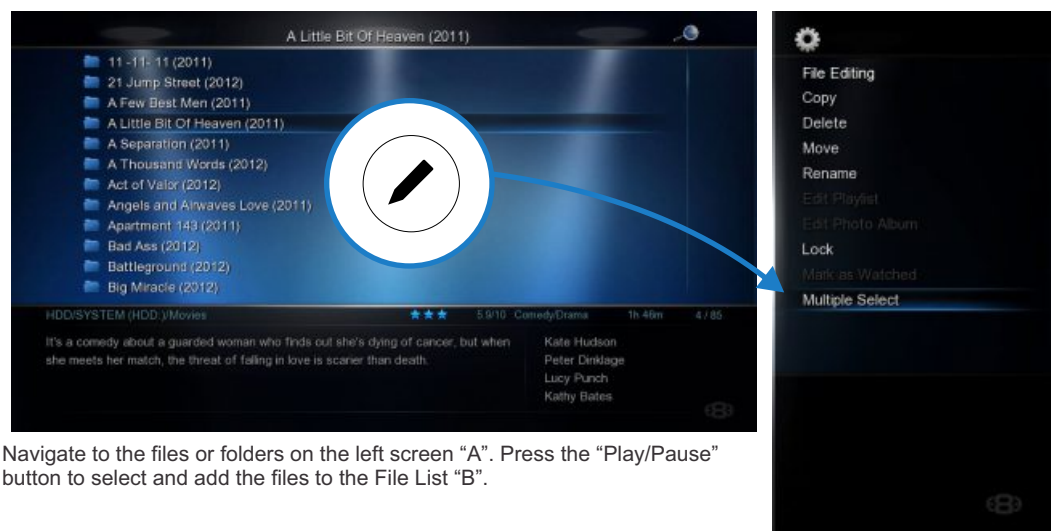 A Little Bit Of Heaven (2011)
11 -11- 11 (2011)
21 Jump Street (2012)
A Few Best Men (2011)
A Little Bit Of Heaven (2011)
A Separation (2011)
A Thousand Words (2012)
Act of Valor (2012)
Angels and Airwaves Love (2011)
Apartment 143 (2011)
Bad Ass (2012)
Battleground (2012)
Big Miracle (2012)
HDD/SYSTEM (HDD:)/Movies 5.9/10 Comedy/Drama 1h 46m 4 / 85
It's a comedy about a guarded woman who finds out she's dying of cancer, but when
she meets her match, the threat of falling in love is scarier than death.
Kate Hudson
Peter Dinklage
Lucy Punch
Kathy Bates
File Editing
Copy
Delete
Move
Rename
Edit Playlist
Edit Photo Album
Lock
Mark as Watched
Multiple Select
Navigate to the files or folders on the left screen “A”. Press the “Play/Pause”
button to select and add the files to the File List “B”.